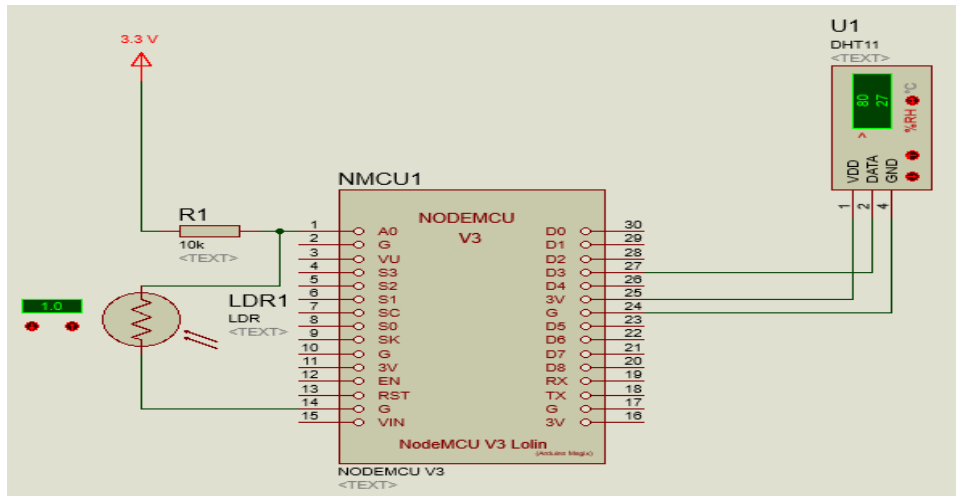 3.3 V
R1
10k
<TEXT>
1.0
LDR1
LDR
<TEXT>
NMCU1
NODEMCU
V3
1 A0
2 G
3 VU
4 S3
5 S2
6 S1
7 SC
8 S0
9 SK
10 G
11 3V
12 EN
13 RST
14 G
15 VIN
D0 30
D1 29
D2 28
D3 27
D4 26
3V 25
G 24
D5 23
D6 22
D7 21
D8 20
RX 19
TX 18
G 17
3V 16
NodeMCU V3 Lolin
(Arduino Magix)
NODEMCU V3
<TEXT>
U1
DHT11
<TEXT>
80
27
%RH
°C
>
VDD
DATA
GND
1
2
4